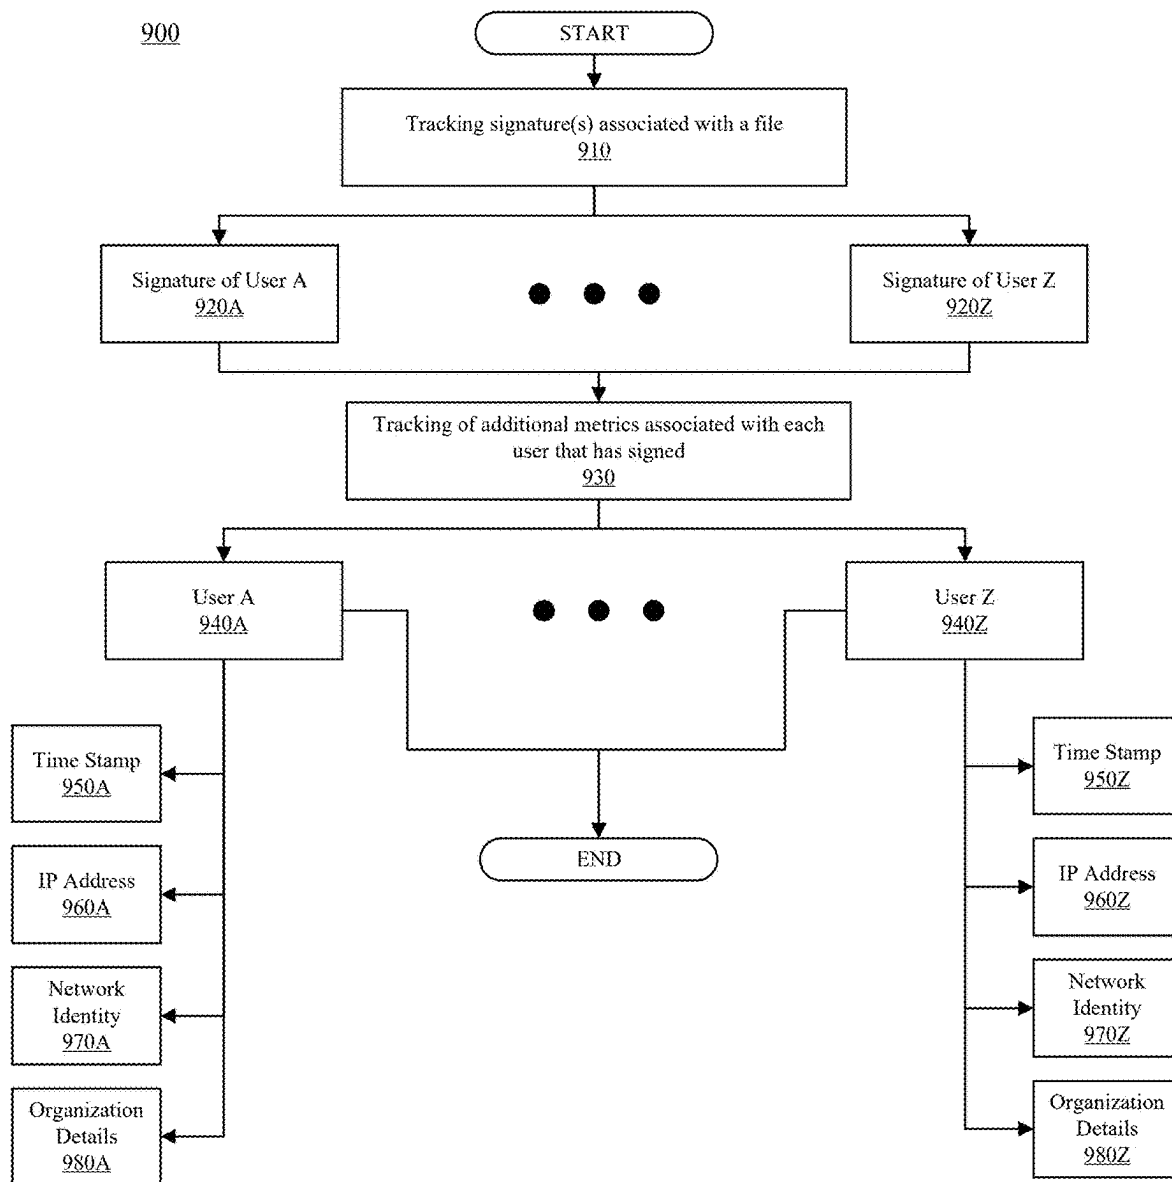 900
START
Tracking signature(s) associated with a file
910
Signature of User A
920A
Signature of User Z
920Z
Tracking of additional metrics associated with each
user that has signed
930
User A
940A
User Z
940Z
Time Stamp
950A
Time Stamp
950Z
END
IP Address
960A
IP Address
960Z
Network
Identity
970A
Network
Identity
970Z
Organization
Details
980A
Organization
Details
980Z